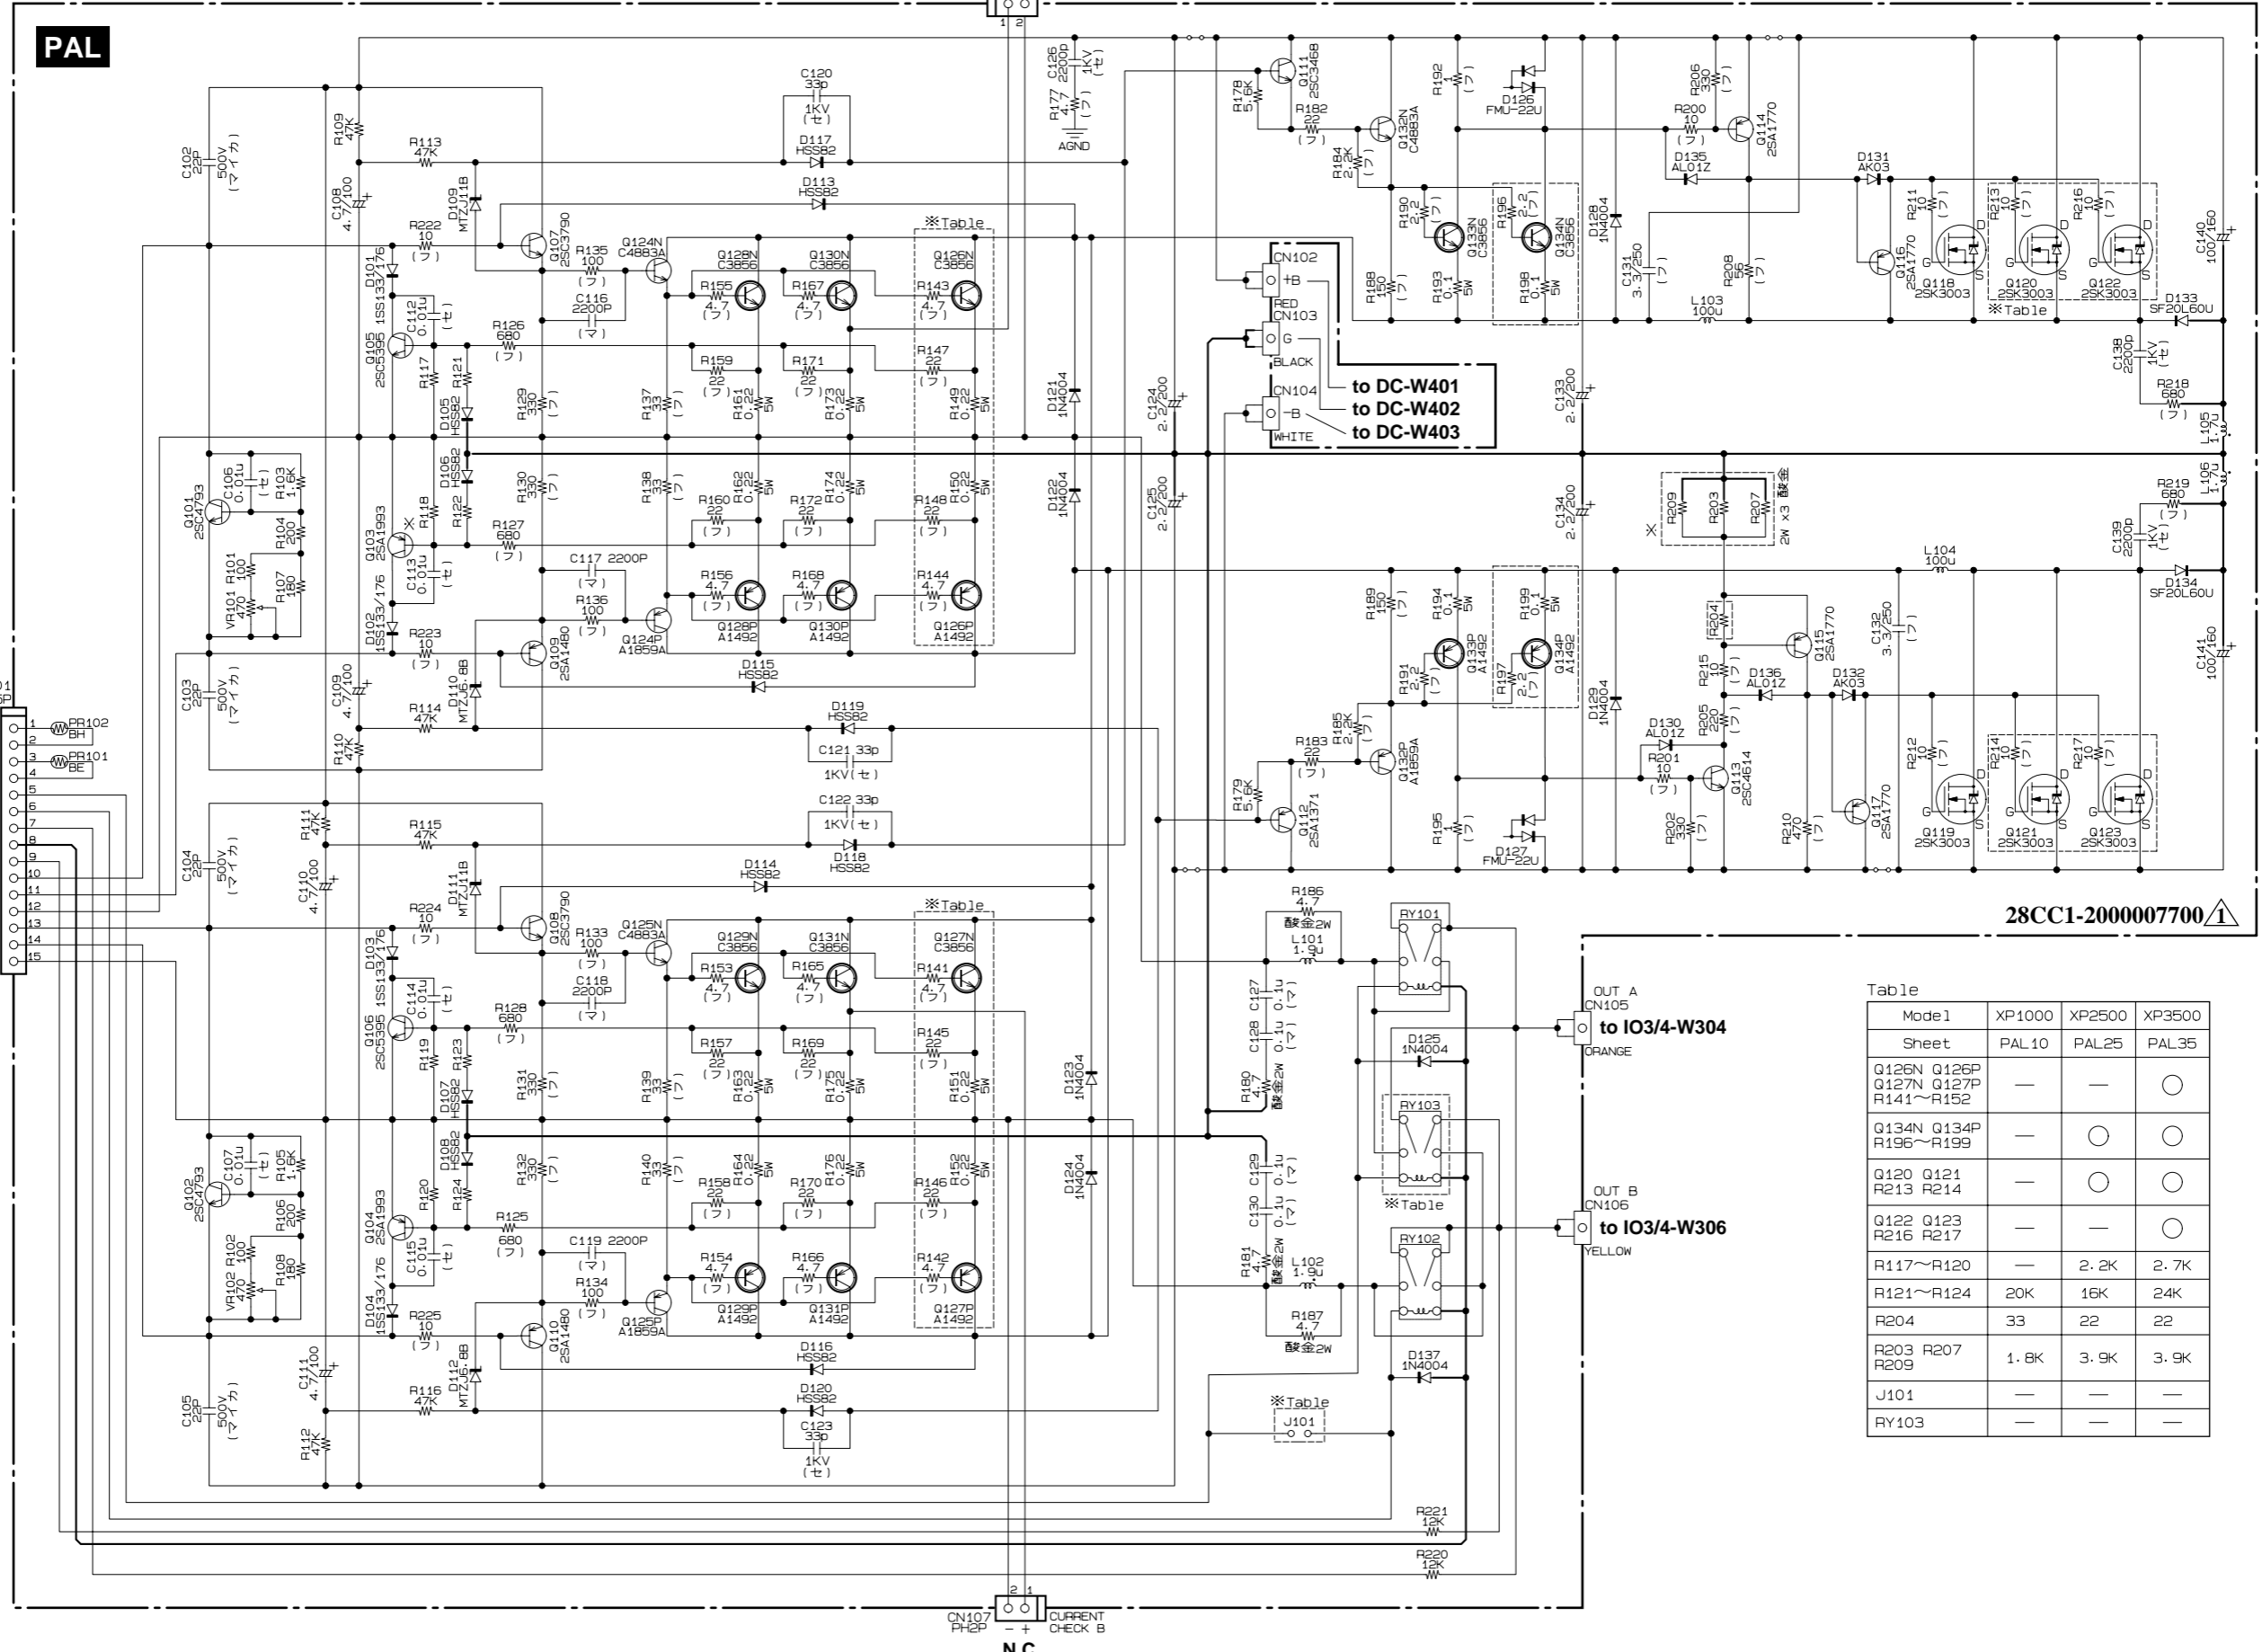 PAL
1 2
C102
22P
500V
(マイカ)
R109
47K
C108
4.7/100
R113
47K
D109
MTZJ11B
R222
10
(フ)
D101
1SS133/176
Q107
2SC3790
C120
33p
1KV
(セ)
D117
HSS82
D113
HSS82
C126
2200p
1KV
(セ)
R177
4.7
(フ)
AGND
R135
100
(フ)
C116
2200P
(マ)
Q124N
C4883A
Q128N
C3856
Q130N
C3856
※Table
Q126N
C3856
R155
4.7
(フ)
R167
4.7
(フ)
R143
4.7
(フ)
Q105
2SC5395
C112
0.01u
(セ)
R117
R121
D105
HSS82
R126
680
(フ)
R129
330
(フ)
R137
33
(フ)
R159
22
(フ)
R171
22
(フ)
R147
22
(フ)
R161
0.22
5W
R173
0.22
5W
R149
0.22
5W
D121
1N4004
Q101
2SC4793
C106
0.01u
(セ)
R103
1.6K
R104
200
R101
100
R107
180
VR101
470
D106
HSS82
R118
R122
※
Q103
2SA1993
C113
0.01u
(セ)
D102
1SS133/176
R127
680
(フ)
R130
330
(フ)
R138
33
(フ)
R160
22
(フ)
R162
0.22
5W
R172
22
(フ)
R174
0.22
5W
R148
22
(フ)
R150
0.22
5W
D122
1N4004
C117 2200P
(マ)
R136
100
(フ)
R156
4.7
(フ)
R168
4.7
(フ)
R144
4.7
(フ)
Q124P
A1859A
Q128P
A1492
Q130P
A1492
Q126P
A1492
R223
10
(フ)
Q109
2SA1480
D110
MTZJ6.8B
D115
HSS82
C103
22P
500V
(マイカ)
C109
4.7/100
R114
47K
R110
47K
D119
HSS82
C121 33p
1KV(セ)
PR102
BH
PR101
BE
1
2
3
4
5
6
7
8
9
10
11
12
13
14
15
R178
5.6K
Q111
2SC3468
R182
22
(フ)
R184
2.2K
(フ)
Q132N
C4883A
R192
1
(フ)
D126
FMU-22U
R190
2.2
(フ)
Q133N
C3856
R196
2.2
(フ)
Q134N
C3856
R188
150
(フ)
R193
0.1
5W
R198
0.1
5W
D128
1N4004
R206
330
(フ)
R200
10
(フ)
Q114
2SA1770
D135
AL01Z
C131
3.3/250
(フ)
R208
56
(フ)
L103
100u
D131
AK03
Q116
2SA1770
R211
10
(フ)
R213
10
(フ)
R216
10
(フ)
D
G
S
Q118
2SK3003
Q120
2SK3003
D
G
S
Q122
2SK3003
※Table
C140
100/160
D133
SF20L60U
C138
2200p
1KV
(セ)
R218
680
(フ)
L105
1.7u
CN102
+B
RED
CN103
G
BLACK
CN104
-B
WHITE
to DC-W401
to DC-W402
to DC-W403
C124
2.2/200
C125
2.2/200
C133
2.2/200
C134
2.2/200
※
R209
R203
R207
2W x3 酸金
L106
1.7u
R219
680
(フ)
C139
2200p
1KV
(セ)
L104
100u
D134
SF20L60U
R189
150
(フ)
R194
0.1
5W
R199
0.1
5W
R191
2.2
(フ)
Q133P
A1492
R197
2.2
(フ)
Q134P
A1492
D129
1N4004
R204
Q115
2SA1770
C132
3.3/250
(フ)
R215
10
(フ)
D136
AL01Z
D132
AK03
R205
220
(フ)
D130
AL01Z
R201
10
(フ)
Q113
2SC4614
R202
330
(フ)
R210
470
(フ)
Q117
2SA1770
R212
10
(フ)
R214
10
(フ)
R217
10
(フ)
D
G
S
Q119
2SK3003
Q121
2SK3003
D
G
S
Q123
2SK3003
C141
100/160
R179
5.6K
Q112
2SA1371
R183
22
(フ)
R185
2.2K
(フ)
Q132P
A1859A
R195
1
(フ)
D127
FMU-22U
28CC1-2000007700 1
C104
22P
500V
(マイカ)
R111
47K
C110
4.7/100
R115
47K
D111
MTZJ11B
C122 33p
1KV(セ)
D118
HSS82
D114
HSS82
R224
10
(フ)
D103
1SS133/176
Q108
2SC3790
R133
100
(フ)
C118
2200P
(マ)
Q125N
C4883A
Q129N
C3856
Q131N
C3856
※Table
Q127N
C3856
R153
4.7
(フ)
R165
4.7
(フ)
R141
4.7
(フ)
Q106
2SC5395
C114
0.01u
(セ)
R119
R123
D107
HSS82
R128
680
(フ)
R131
330
(フ)
R139
33
(フ)
R157
22
(フ)
R163
0.22
5W
R169
22
(フ)
R175
0.22
5W
R145
22
(フ)
R151
0.22
5W
D123
1N4004
Q102
2SC4793
C107
0.01u
(セ)
R105
1.6K
R106
200
R102
100
R108
180
VR102
470
D108
HSS82
R120
R124
Q104
2SA1993
C115
0.01u
(セ)
D104
1SS133/176
R125
680
(フ)
R132
330
(フ)
R140
33
(フ)
R158
22
(フ)
R164
0.22
5W
R170
22
(フ)
R176
0.22
5W
R146
22
(フ)
R152
0.22
5W
D124
1N4004
C119 2200P
(マ)
R134
100
(フ)
R154
4.7
(フ)
R166
4.7
(フ)
R142
4.7
(フ)
Q125P
A1859A
Q129P
A1492
Q131P
A1492
Q127P
A1492
R225
10
(フ)
Q110
2SA1480
D112
MTZJ6.8B
D116
HSS82
D120
HSS82
C123
33p
1KV
(セ)
C105
22P
500V
(マイカ)
C111
4.7/100
R116
47K
R112
47K
R186
4.7
酸金2W
L101
1.9u
C127
0.1u
(マ)
C128
0.1u
(マ)
R180
4.7
酸金2W
C129
0.1u
(マ)
C130
0.1u
(マ)
R181
4.7
酸金2W
L102
1.9u
R187
4.7
酸金2W
RY101
D125
1N4004
RY103
※Table
RY102
D137
1N4004
※Table
J101
R221
12K
R220
12K
OUT A
CN105
to IO3/4-W304
ORANGE
OUT B
CN106
to IO3/4-W306
YELLOW
2 1
CN107
PH2P
- +
CURRENT
CHECK B
N.C
Table
Model XP1000 XP2500 XP3500
Sheet PAL10 PAL25 PAL35
Q126N Q126P
Q127N Q127P
R141～R152
— — ○
Q134N Q134P
R196～R199
— ○ ○
Q120 Q121
R213 R214
— ○ ○
Q122 Q123
R216 R217
— — ○
R117～R120 — 2.2K 2.7K
R121～R124 20K 16K 24K
R204 33 22 22
R203 R207
R209
1.8K 3.9K 3.9K
J101 — — —
RY103 — — —